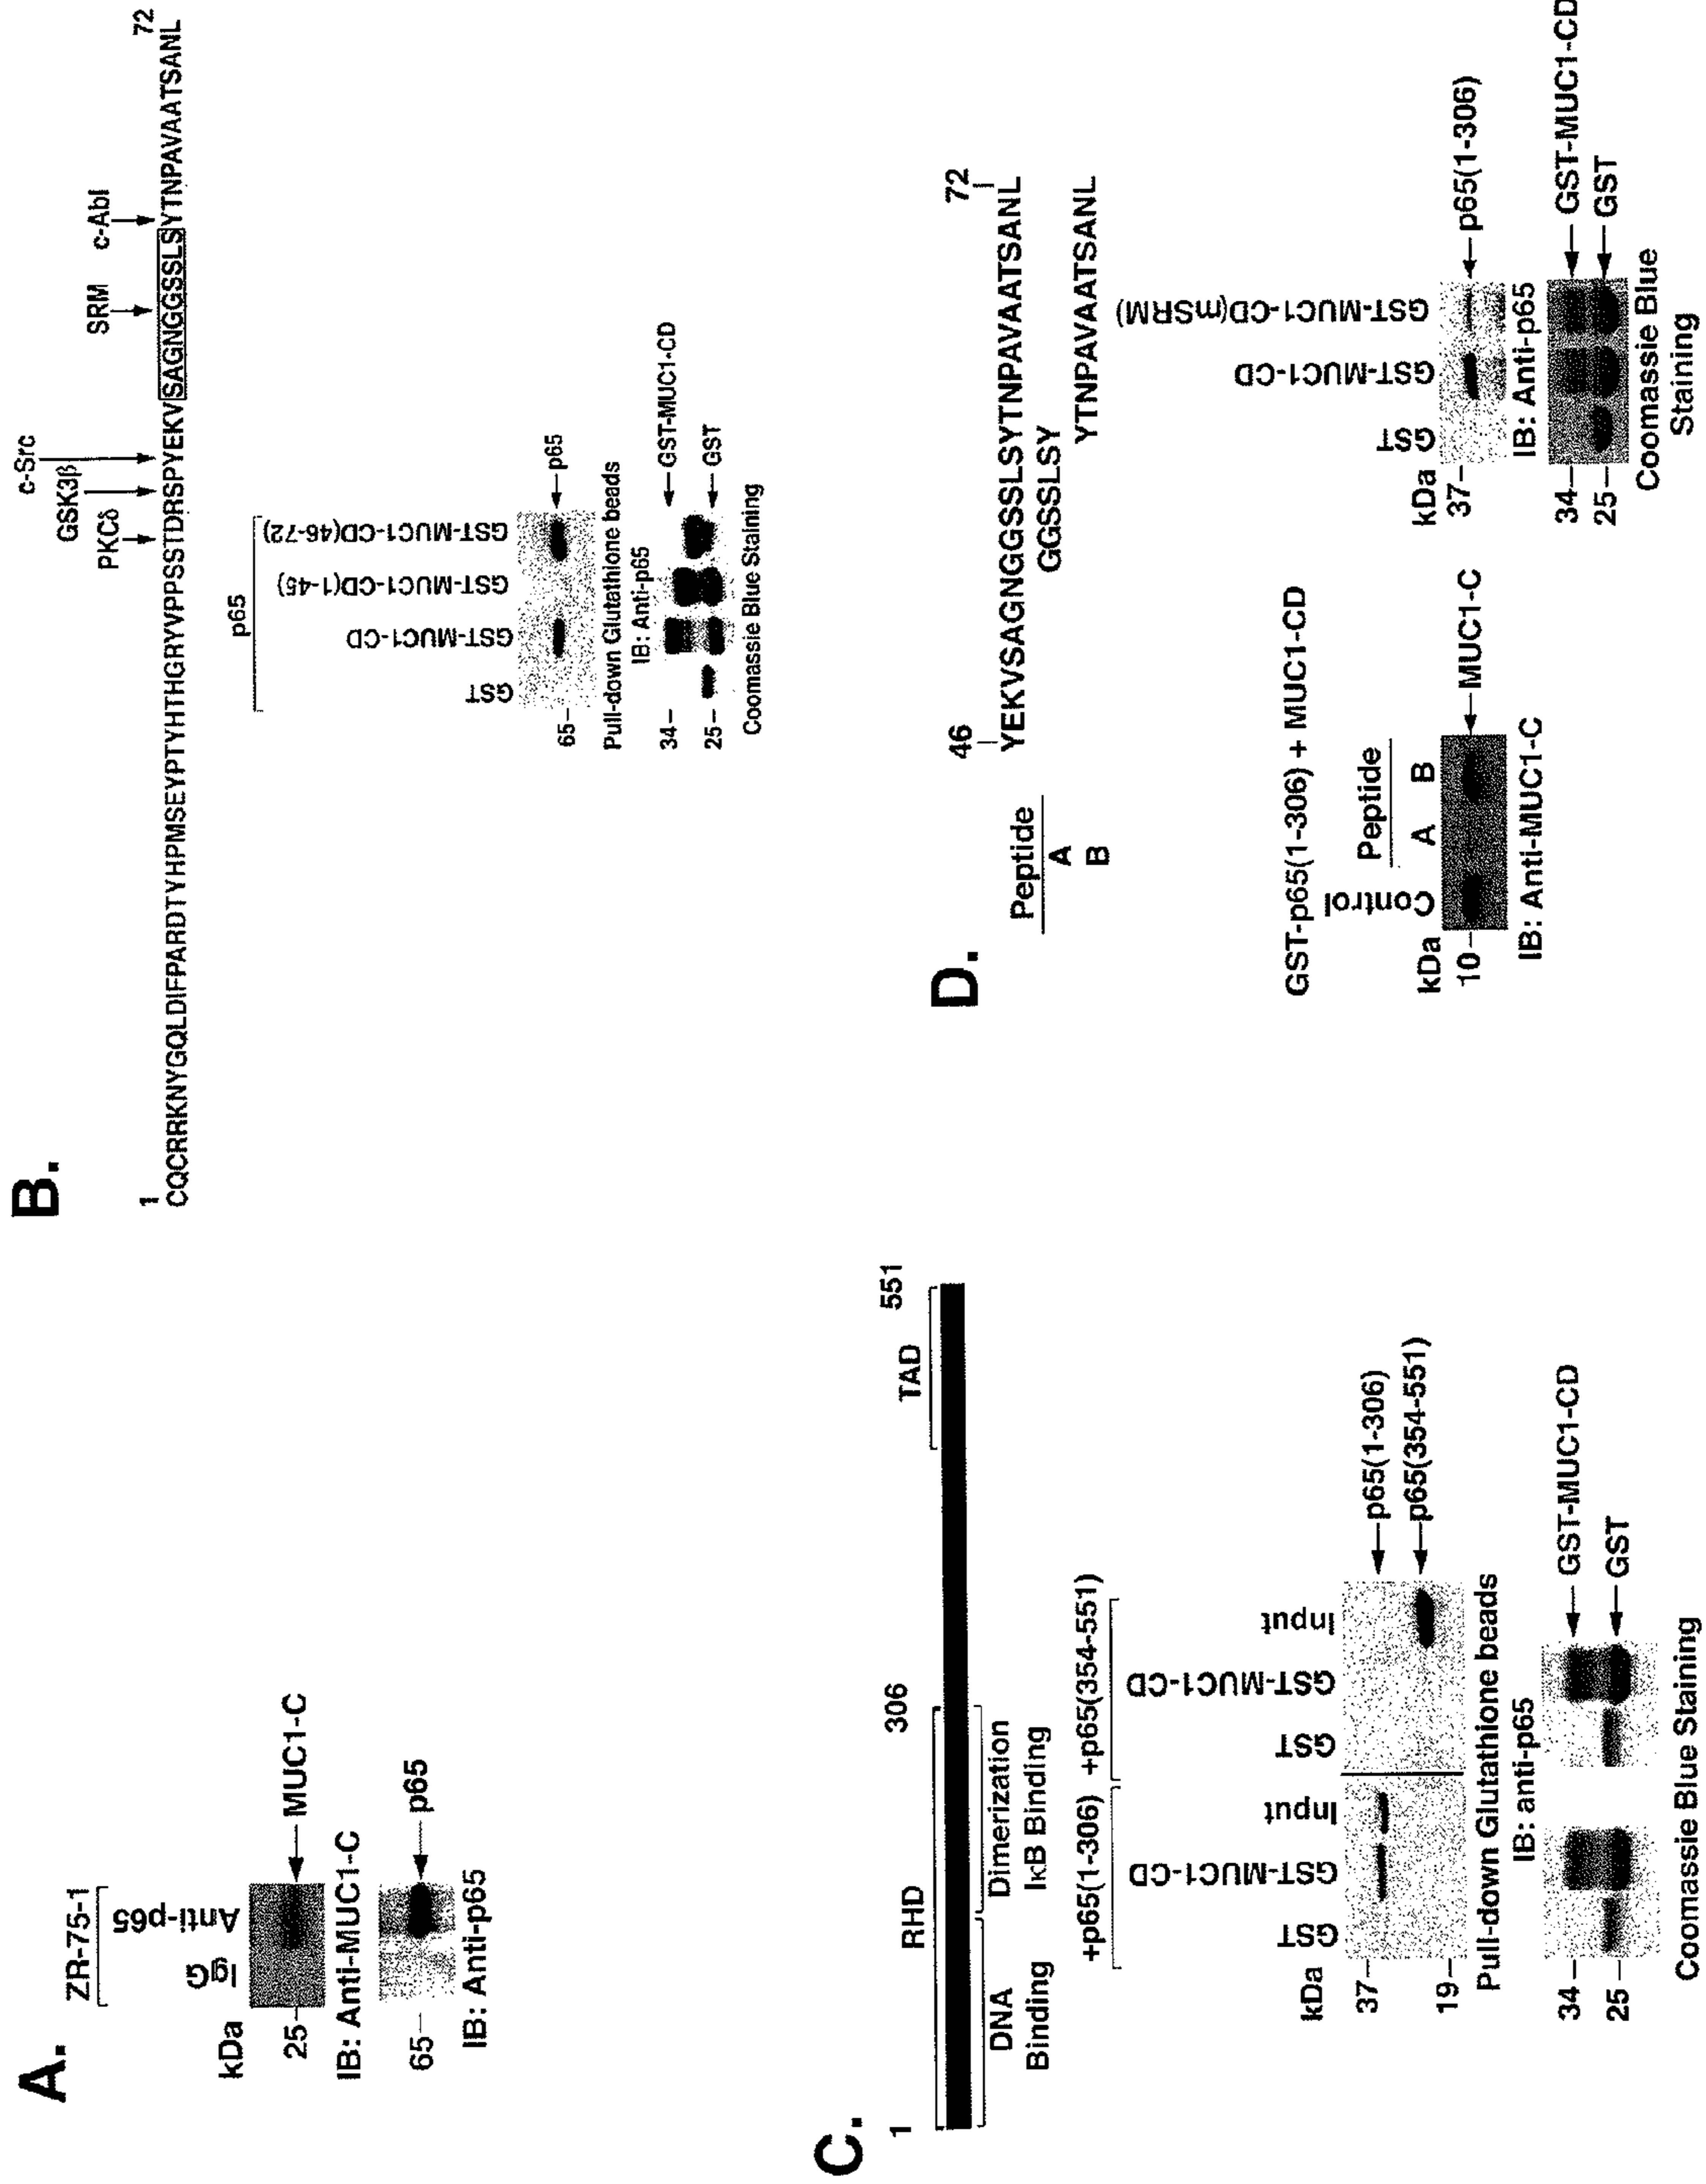 A.
ZR-75-1
IgG
Anti-p65
kDa
25
MUC1-C
IB: Anti-MUC1-C
65
p65
IB: Anti-p65
B.
c-Src
GSK3β
PKCδ
SRM
c-Abl
1
72
CQCRRKNYGQLDIFPARDTYHPMSEYPTYHTHGRYVPPSSTDRSPYEKVSAGNGGSSLSYTNPAVAATSANL
p65
GST
GST-MUC1-CD
GST-MUC1-CD(1-45)
GST-MUC1-CD(46-72)
65
p65
Pull-down Glutathione beads
IB: Anti-p65
34
GST-MUC1-CD
25
GST
Coomassie Blue Staining
C.
1
306
551
RHD
TAD
DNA Binding
Dimerization
IκB Binding
+p65(1-306)
+p65(354-551)
GST
GST-MUC1-CD
Input
GST
GST-MUC1-CD
Input
kDa
37
p65(1-306)
p65(354-551)
19
Pull-down Glutathione beads
IB: anti-p65
34
GST-MUC1-CD
25
GST
Coomassie Blue Staining
D.
46
72
Peptide
YEKVSAGNGGSSLSYTNPAVAATSANL
A
GGSSLSY
B
YTNPAVAATSANL
GST-p65(1-306) + MUC1-CD
Peptide
Control
A
B
kDa
10
MUC1-C
IB: Anti-MUC1-C
GST
GST-MUC1-CD
GST-MUC1-CD(mSRM)
kDa
37
p65(1-306)
IB: Anti-p65
34
GST-MUC1-CD
25
GST
Coomassie Blue
Staining